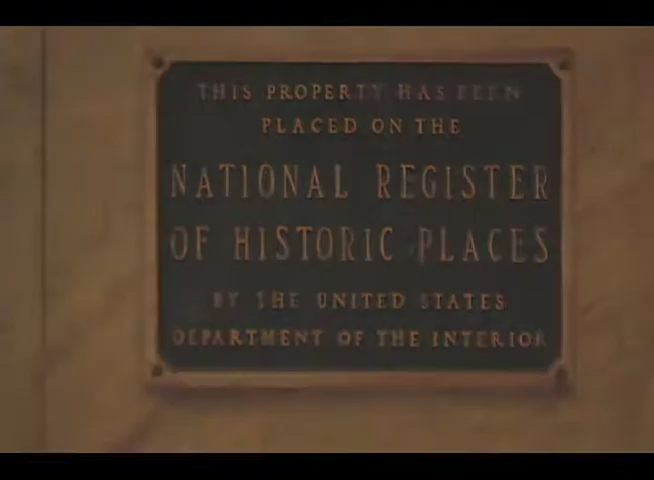 THIS PROPERTY HAS BEEN
PLACED ON THE
NATIONAL REGISTER
OF HISTORIC PLACES
BY THE UNITED STATES
DEPARTMENT OF THE INTERIOR